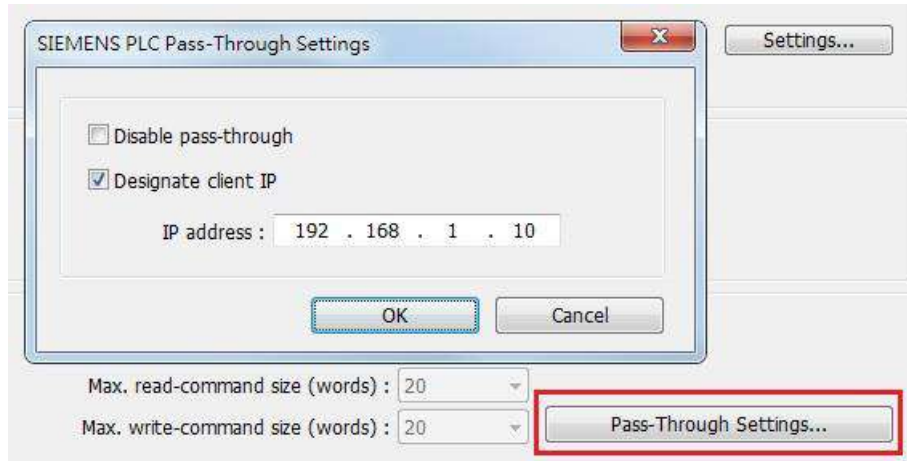 SIEMENS PLC Pass-Through Settings
Settings...
Disable pass-through
Designate client IP
IP address : 192 . 168 . 1 . 10
OK Cancel
Max. read-command size (words) : 20
Max. write-command size (words) : 20
Pass-Through Settings...